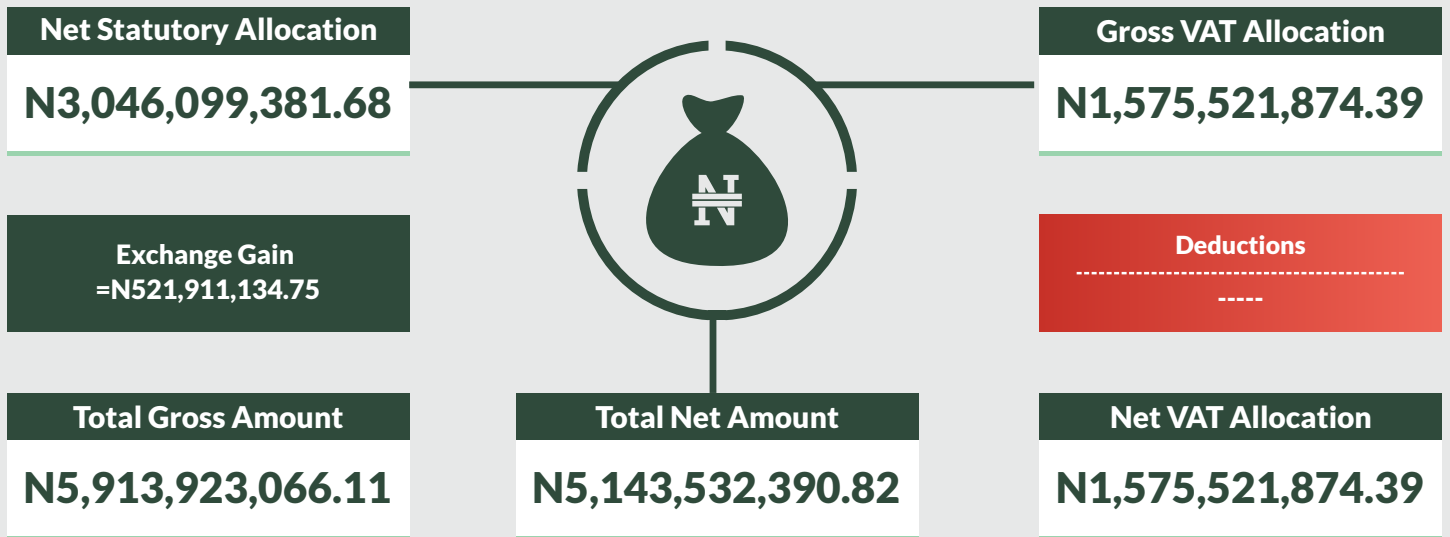 Net Statutory Allocation
N3,046,099,381.68
Gross VAT Allocation
N1,575,521,874.39
₦
Exchange Gain
=N521,911,134.75
Deductions
---------------------------------------------
-----
Total Gross Amount
N5,913,923,066.11
Total Net Amount
N5,143,532,390.82
Net VAT Allocation
N1,575,521,874.39